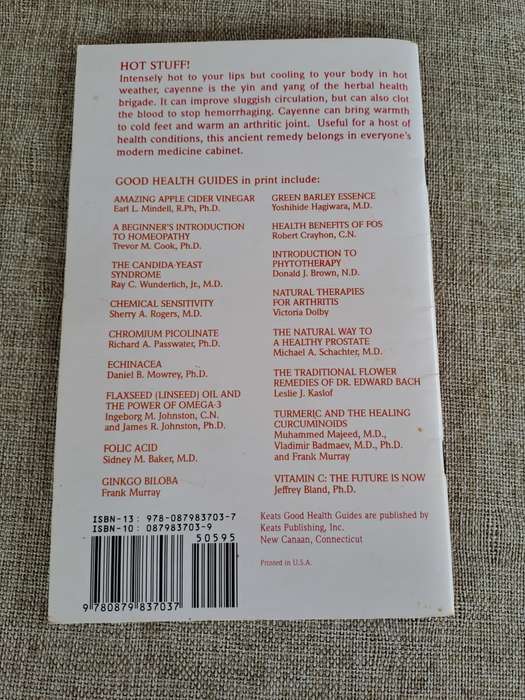 HOT STUFF!
Intensely hot to your lips but cooling to your body in hot
weather, cayenne is the yin and yang of the herbal health
brigade. It can improve sluggish circulation, but can also clot
the blood to stop hemorrhaging. Cayenne can bring warmth
to cold feet and warm an arthritic joint. Useful for a host of
health conditions, this ancient remedy belongs in everyone's
modern medicine cabinet.
GOOD HEALTH GUIDES in print include:
AMAZING APPLE CIDER VINEGAR
Earl L. Mindell, R.Ph, Ph.D.
A BEGINNER'S INTRODUCTION
TO HOMEOPATHY
Trevor M. Cook, Ph.D.
THE CANDIDA-YEAST
SYNDROME
Ray C. Wunderlich, Jr., M.D.
CHEMICAL SENSITIVITY
Sherry A. Rogers, M.D.
CHROMIUM PICOLINATE
Richard A. Passwater, Ph.D.
ECHINACEA
Daniel B. Mowrey, Ph.D.
FLAXSEED (LINSEED) OIL AND
THE POWER OF OMEGA-3
Ingeborg M. Johnston, C.N.
and James R. Johnston, Ph.D.
FOLIC ACID
Sidney M. Baker, M.D.
GINKGO BILOBA
Frank Murray
GREEN BARLEY ESSENCE
Yoshihide Hagiwara, M.D.
HEALTH BENEFITS OF FOS
Robert Crayhon, C.N.
INTRODUCTION TO
PHYTOTHERAPY
Donald J. Brown, N.D.
NATURAL THERAPIES
FOR ARTHRITIS
Victoria Dolby
THE NATURAL WAY TO
A HEALTHY PROSTATE
Michael A. Schachter, M.D.
THE TRADITIONAL FLOWER
REMEDIES OF DR. EDWARD BACH
Leslie J. Kaslof
TURMERIC AND THE HEALING
CURCUMINOIDS
Muhammed Majeed, M.D.,
Vladimir Badmaev, M.D., Ph.D.
and Frank Murray
VITAMIN C: THE FUTURE IS NOW
Jeffrey Bland, Ph.D.
ISBN-13: 978-087983703-7
ISBN-10: 087983703-9
50595
9 780879 837037
Keats Good Health Guides are published by
Keats Publishing, Inc.
New Canaan, Connecticut
Printed in U.S.A.